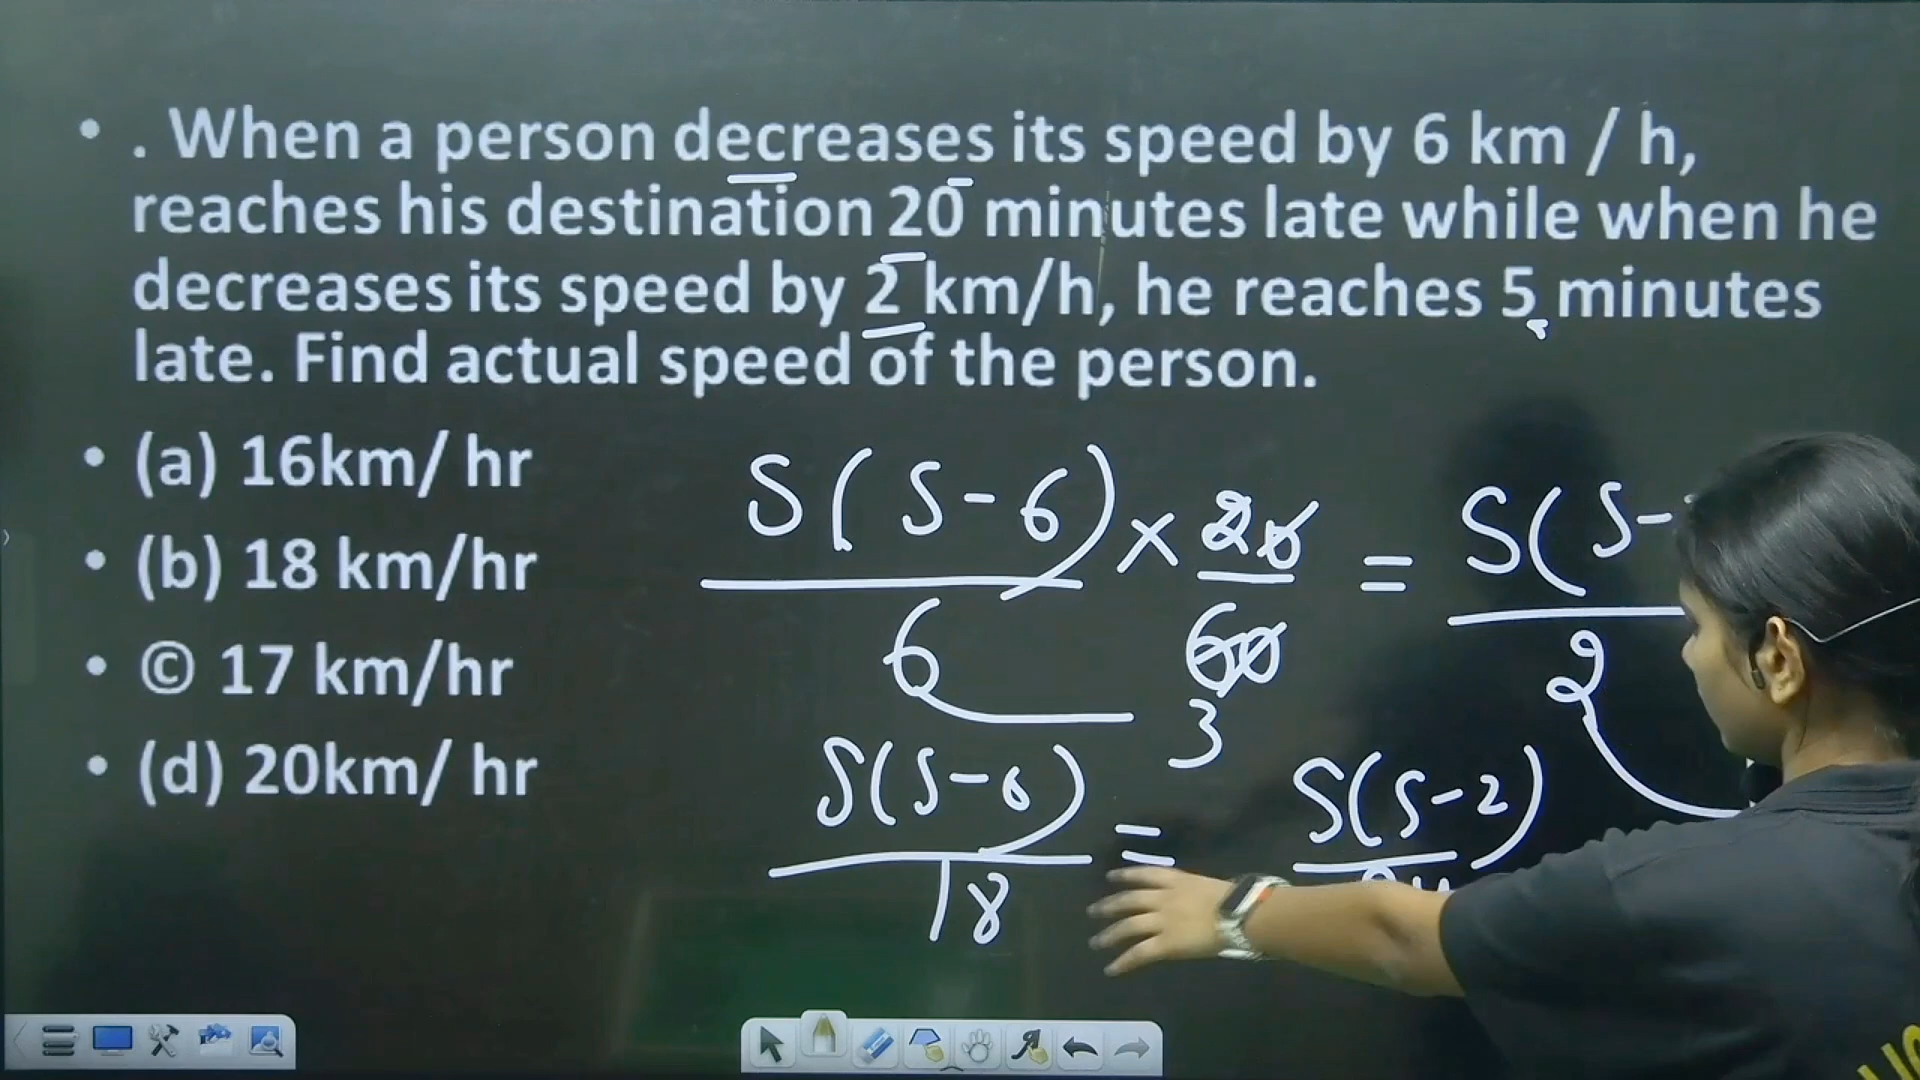 • . When a person decreases its speed by 6 km / h,
reaches his destination 20 minutes late while when he
decreases its speed by 2 km/h, he reaches 5 minutes
late. Find actual speed of the person.
• (a) 16km/ hr
• (b) 18 km/hr
• © 17 km/hr
• (d) 20km/ hr
S(S-6)/6 × 20/60 = S(S-
2
3
S(S-6)/18 = S(S-2)